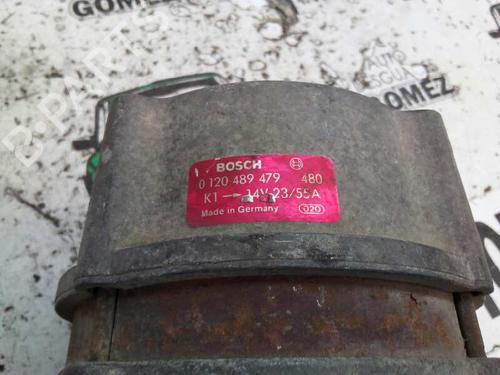 GOMEZ
B-PARTS
AUTO
BOSCH
0 120 489 479 480
K1 → 14V 23/55A
Made in Germany 020
GOMEZ